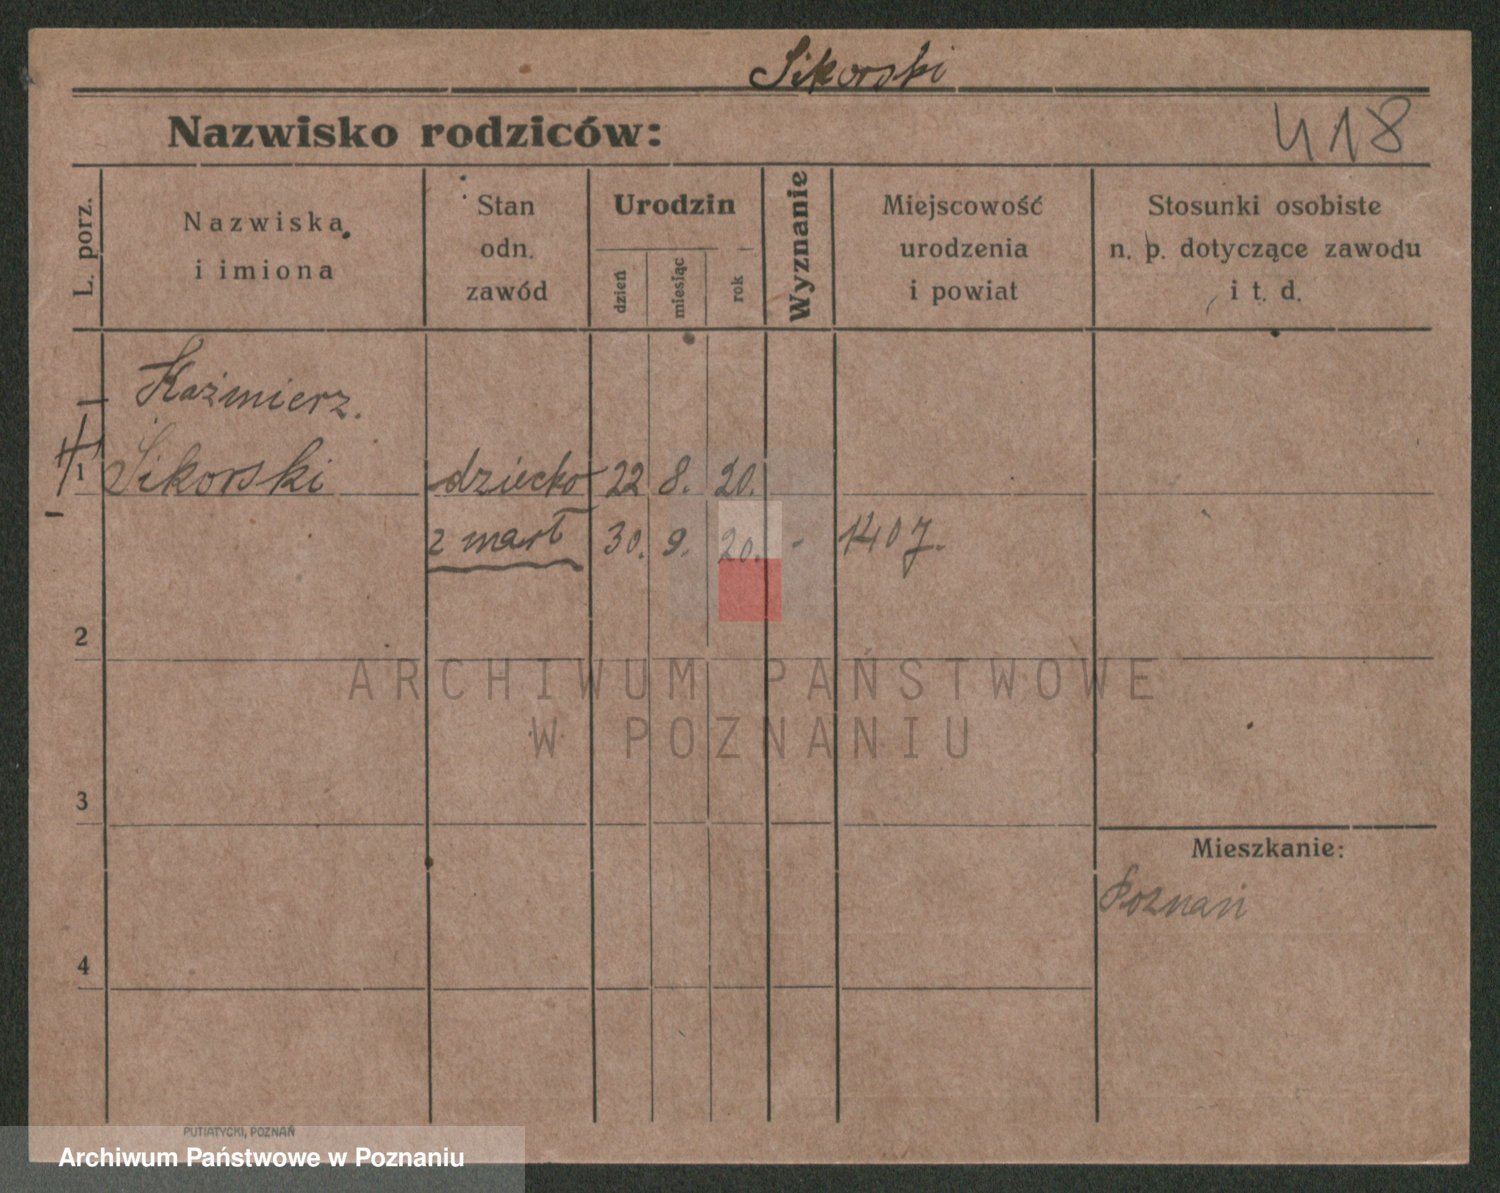 Sikorski
Nazwisko rodziców:
418
L. porz.
Nazwiska
i imiona
Stan
odn.
zawód
Urodzin
dzień
miesiąc
rok
Wyznanie
Miejscowość
urodzenia
i powiat
Stosunki osobiste
n. p. dotyczące zawodu
i t. d.
Kaźmierz.
1 Sikorski dziecko 22 8. 20.
zmarł 30. 9. 20. - 1407.
2
3
4
Mieszkanie:
Poznań
ARCHIWUM PAŃSTWOWE
W POZNANIU
PUTIATYCKI, POZNAŃ
Archiwum Państwowe w Poznaniu